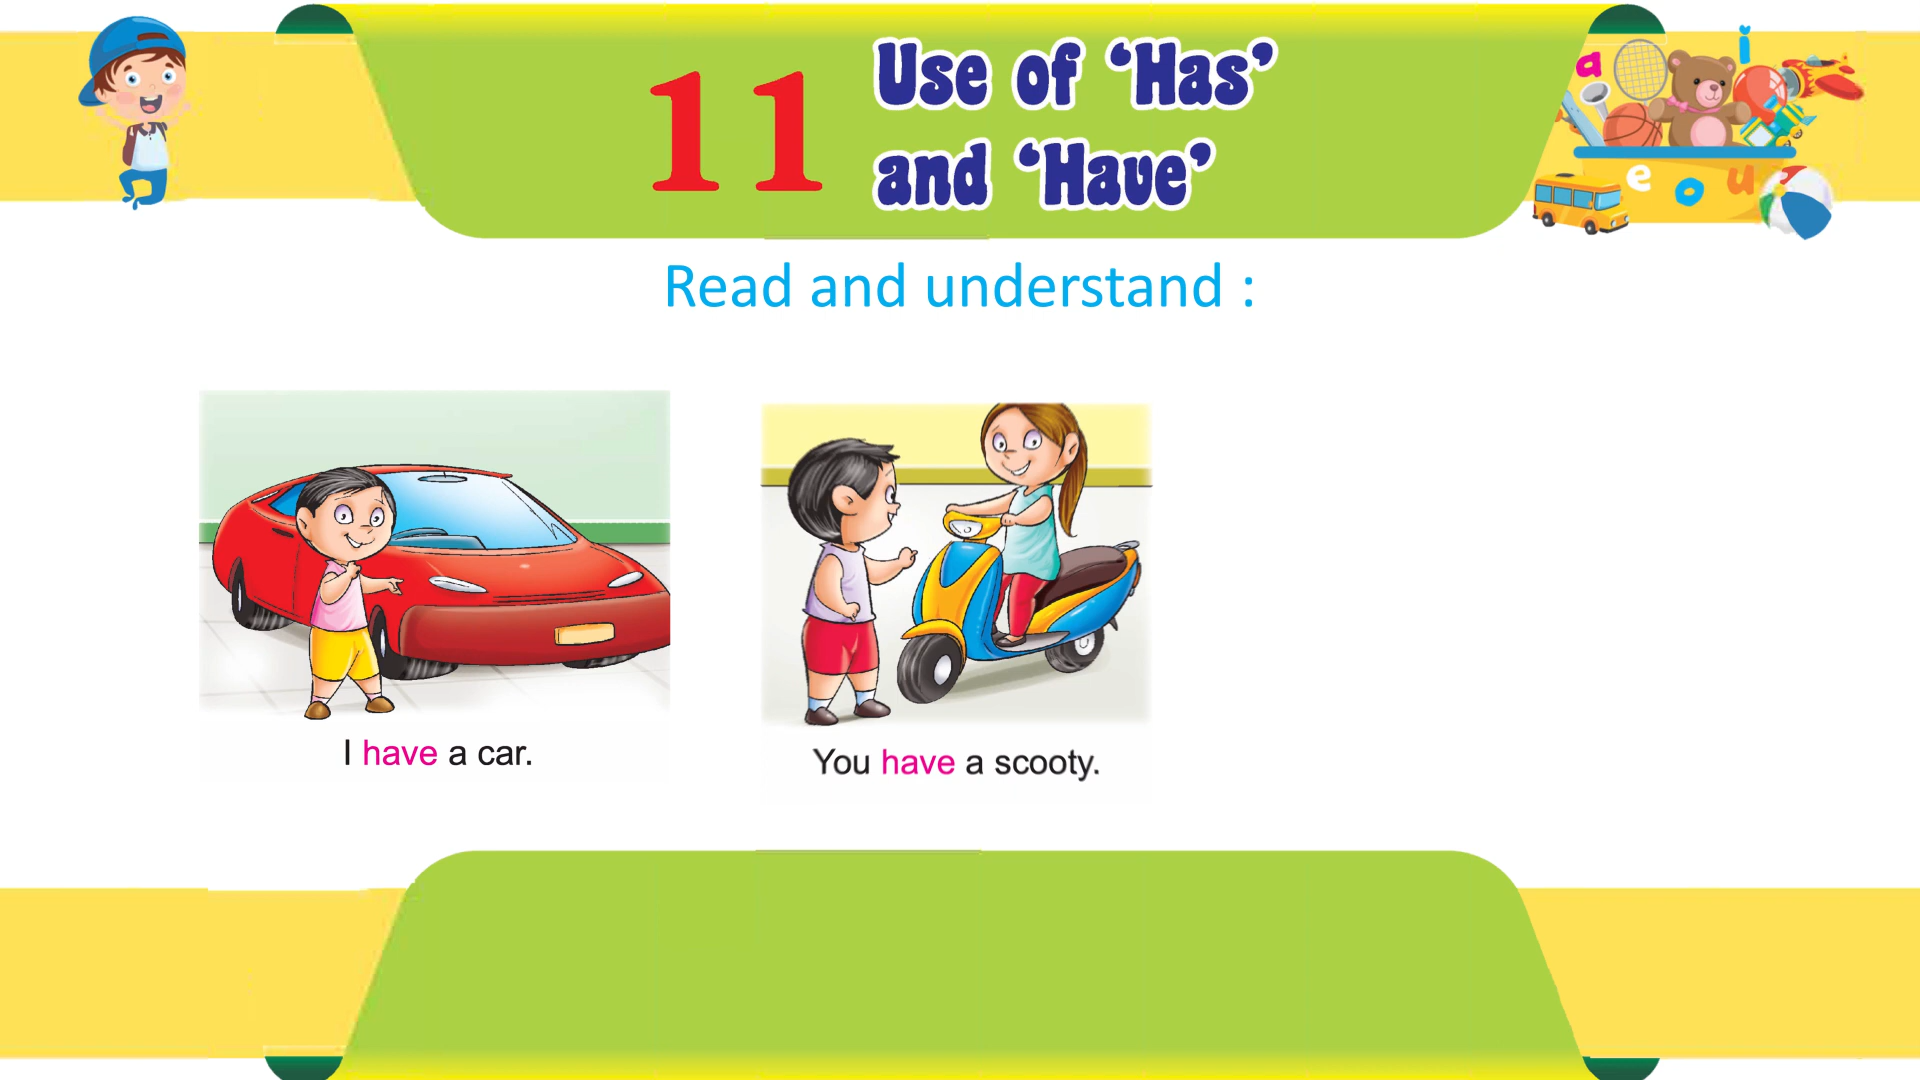 11
Use of ‘Has’
and ‘Have’
a
i
e
o
u
Read and understand :
I have a car.
You have a scooty.